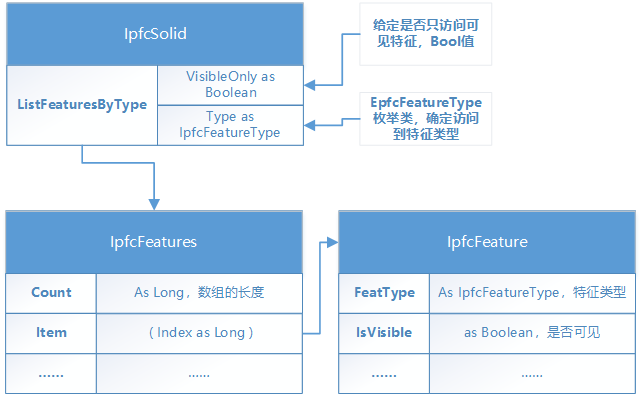 IpfcSolid
给定是否只访问可
见特征，Bool值
ListFeaturesByType
VisibleOnly as
Boolean
Type as
IpfcFeatureType
EpfcFeatureType
枚举类，确定访问
到特征类型
IpfcFeatures
Count
As Long，数组的长度
Item
( Index as Long )
......
......
IpfcFeature
FeatType
As IpfcFeatureType，特征类型
IsVisible
as Boolean，是否可见
......
......